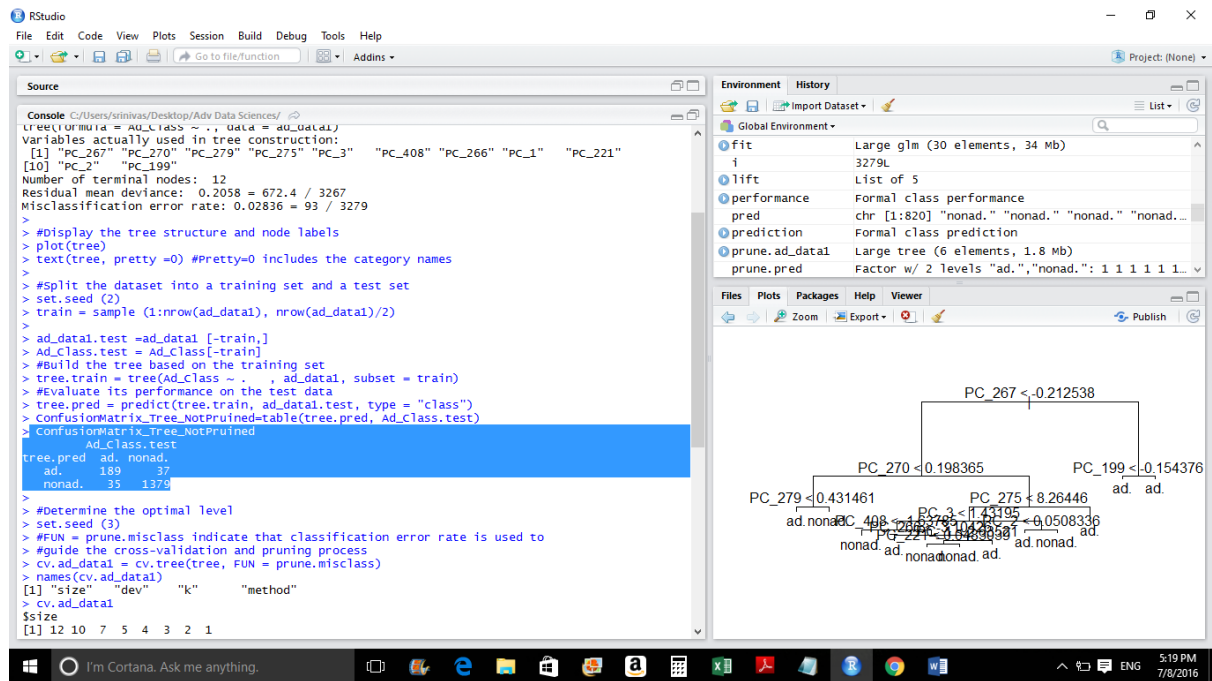 RStudio
File Edit Code View Plots Session Build Debug Tools Help
Go to file/function Addins
Project: (None)
Source
Console C:/Users/srinivas/Desktop/Adv Data Sciences/
tree(formula = Ad_Class ~ ., data = ad_data1)
Variables actually used in tree construction:
[1] "PC_267" "PC_270" "PC_279" "PC_275" "PC_3" "PC_408" "PC_266" "PC_1" "PC_221"
[10] "PC_2" "PC_199"
Number of terminal nodes: 12
Residual mean deviance: 0.2058 = 672.4 / 3267
Misclassification error rate: 0.02836 = 93 / 3279
>
> #Display the tree structure and node labels
> plot(tree)
> text(tree, pretty =0) #Pretty=0 includes the category names
>
> #Split the dataset into a training set and a test set
> set.seed (2)
> train = sample (1:nrow(ad_data1), nrow(ad_data1)/2)
>
> ad_data1.test =ad_data1 [-train,]
> Ad_Class.test = Ad_Class[-train]
> #Build the tree based on the training set
> tree.train = tree(Ad_Class ~ . , ad_data1, subset = train)
> #Evaluate its performance on the test data
> tree.pred = predict(tree.train, ad_data1.test, type = "class")
> ConfusionMatrix_Tree_NotPruined=table(tree.pred, Ad_Class.test)
> ConfusionMatrix_Tree_NotPruined
Ad_Class.test
tree.pred ad. nonad.
ad. 189 37
nonad. 35 1379
>
> #Determine the optimal level
> set.seed (3)
> #FUN = prune.misclass indicate that classification error rate is used to
> #guide the cross-validation and pruning process
> cv.ad_data1 = cv.tree(tree, FUN = prune.misclass)
> names(cv.ad_data1)
[1] "size" "dev" "k" "method"
> cv.ad_data1
$size
[1] 12 10 7 5 4 3 2 1
Environment History
Import Dataset List
Global Environment
fit Large glm (30 elements, 34 Mb)
i 3279L
lift List of 5
performance Formal class performance
pred chr [1:820] "nonad." "nonad." "nonad." "nonad.…
prediction Formal class prediction
prune.ad_data1 Large tree (6 elements, 1.8 Mb)
prune.pred Factor w/ 2 levels "ad.","nonad.": 1 1 1 1 1 1…
Files Plots Packages Help Viewer
Zoom Export Publish
PC_267 < -0.212538
PC_270 < 0.198365 PC_199 < -0.154376
ad. ad.
PC_279 < 0.431461 PC_275 < 8.26446
PC_3 < 1.43195
ad. nonad. PC_2 < 0.0508336
ad.
nonad. ad. ad. nonad.
nonad. nonad. ad.
I'm Cortana. Ask me anything.
ENG
5:19 PM
7/8/2016